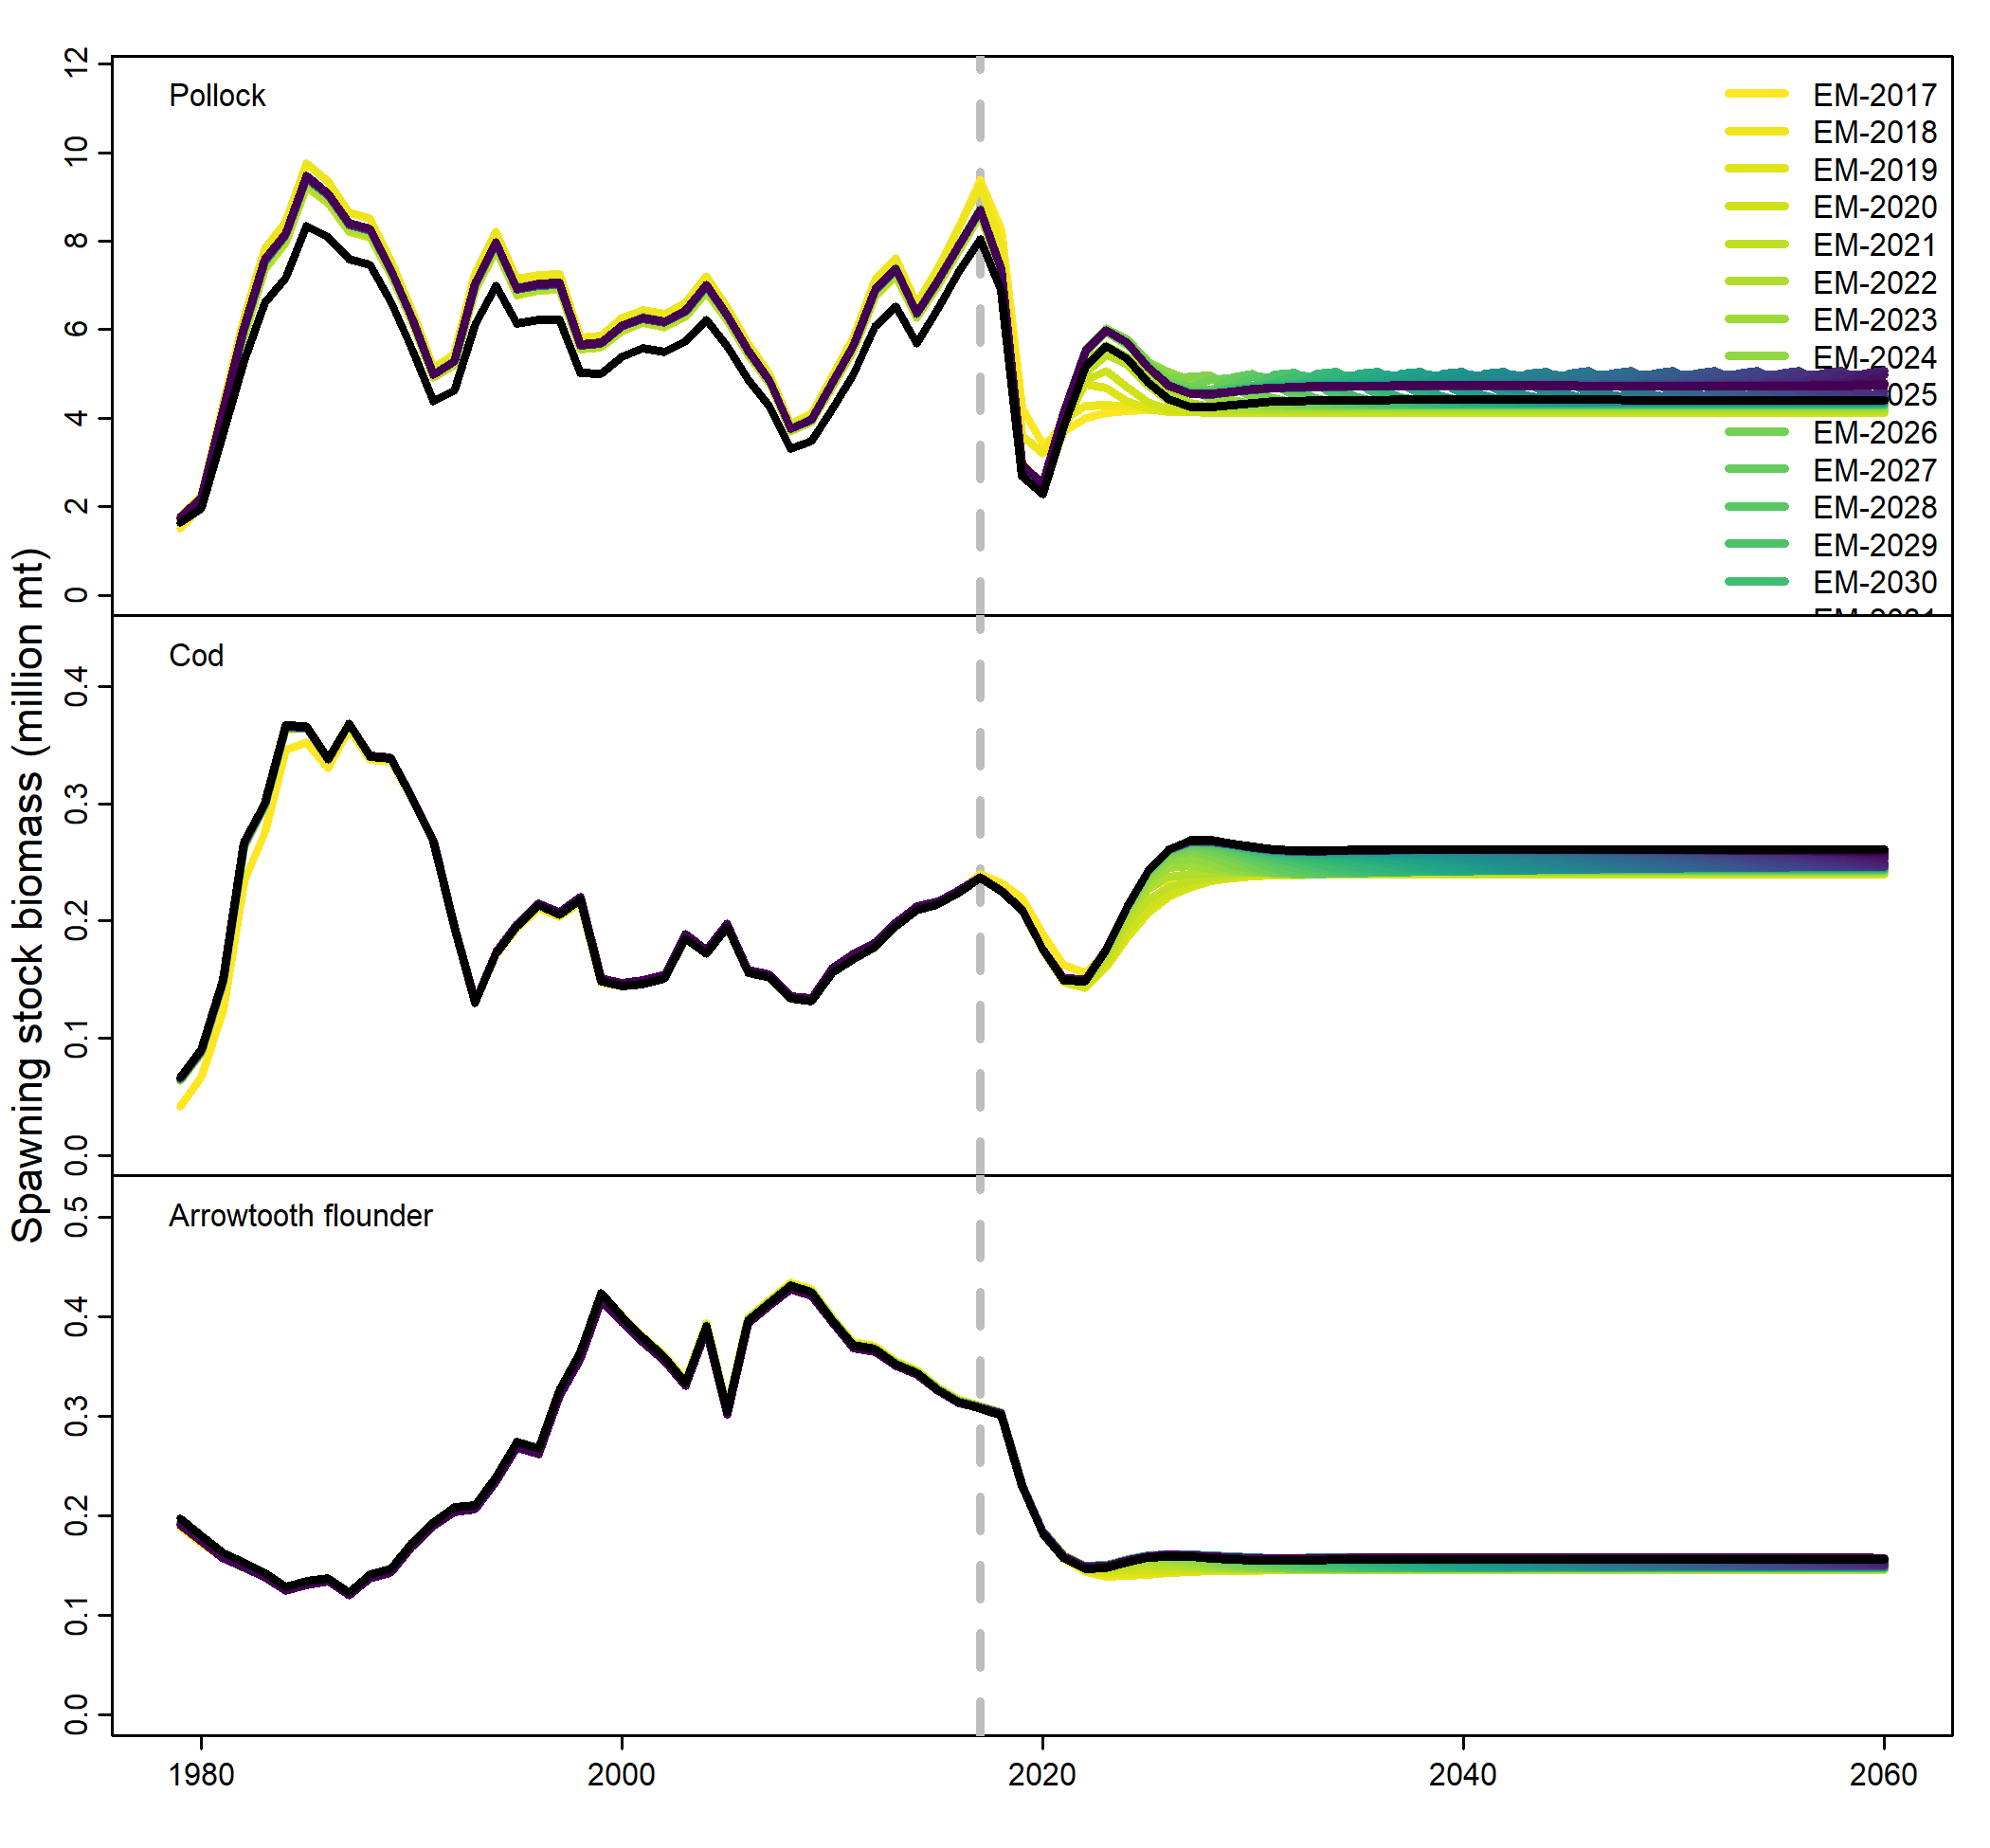 Spawning stock biomass (million mt)
Pollock
12
10
8
6
4
2
0
EM-2017
EM-2018
EM-2019
EM-2020
EM-2021
EM-2022
EM-2023
EM-2024
025
EM-2026
EM-2027
EM-2028
EM-2029
EM-2030
Cod
0.4
0.3
0.2
0.1
0.0
Arrowtooth flounder
0.5
0.4
0.3
0.2
0.1
0.0
1980 2000 2020 2040 2060